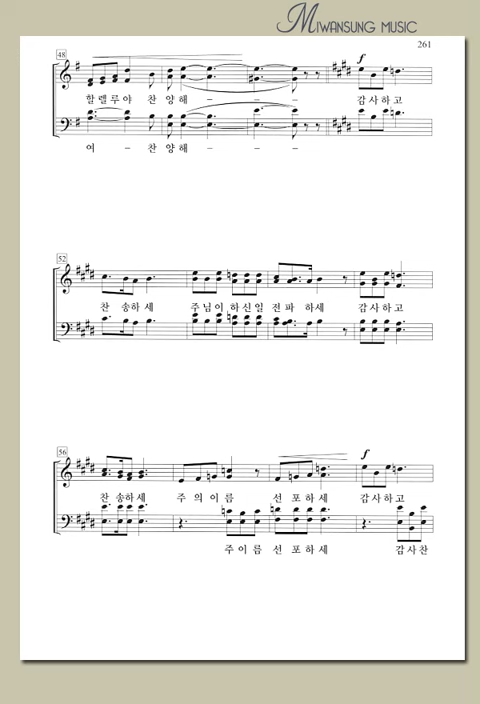 MIWANSUNG MUSIC
261
48
f
할렐루야 찬 양해 - - - 감사하고
여 - 찬 양해 - - -
52
찬 송하세 주님이 하신일 전파 하세 감사하고
56
f
찬 송하세 주 의이름 선 포하세 감사하고
주이름 선 포하세 감사찬